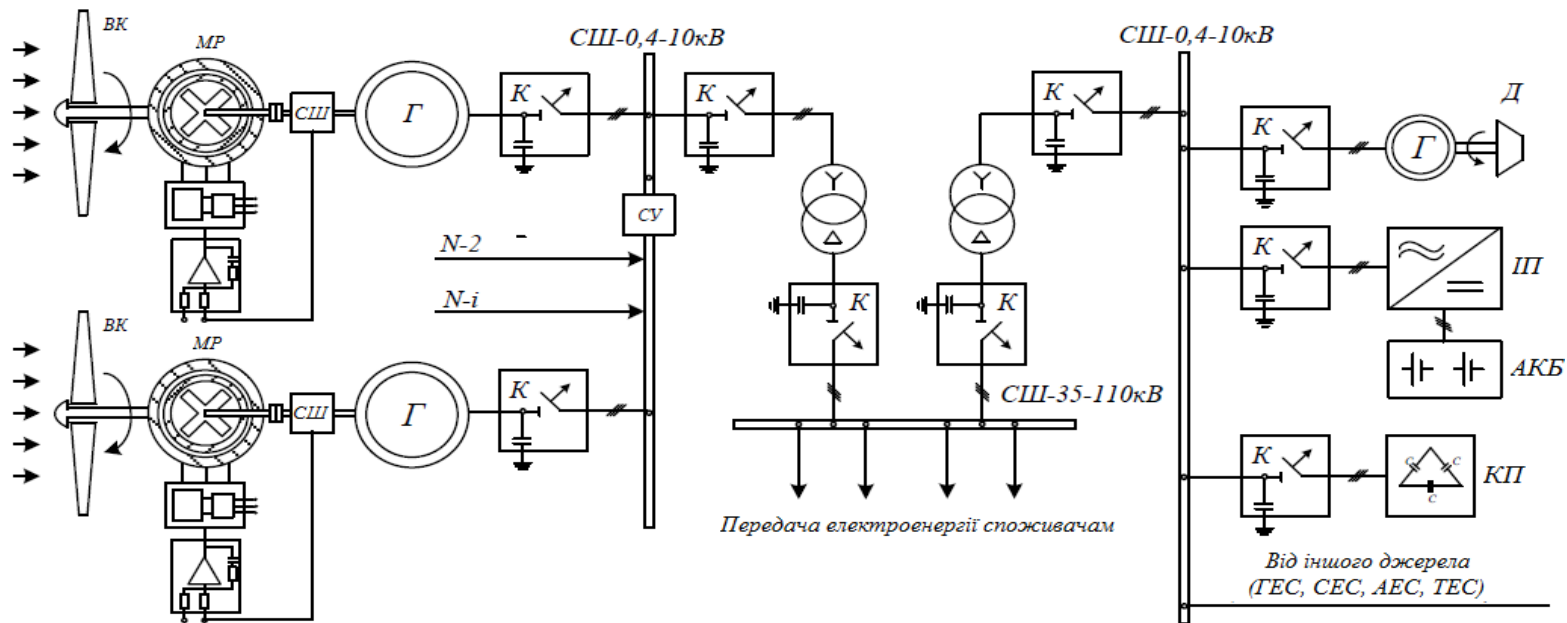 ВК
МР
СШ
Г
К
СШ-0,4-10кВ
К
К
СШ-0,4-10кВ
К
Г
Д
СУ
N-2
N-i
К
ІП
К
К
АКБ
ВК
МР
СШ
Г
К
СШ-35-110кВ
К
С
С
С
КП
Передача електроенергії споживачам
Від іншого джерела
(ГЕС, СЕС, АЕС, ТЕС)